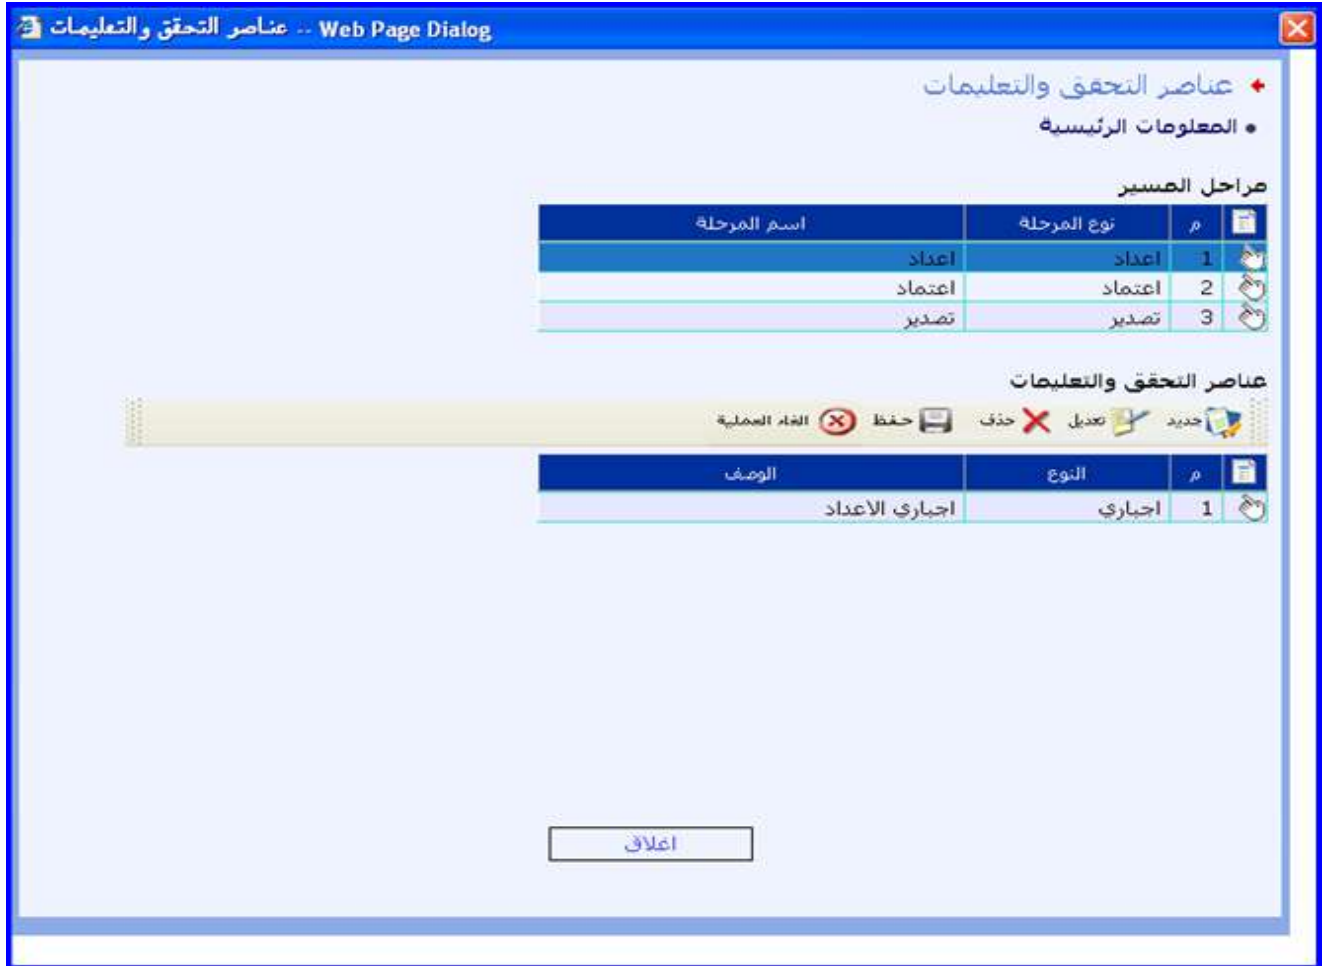 عناصر التحقق والتعليمات -- Web Page Dialog
عناصر التحقق والتعليمات
المعلومات الرئيسية
مراحل المسير
م نوع المرحلة اسم المرحلة
1 اعداد اعداد
2 اعتماد اعتماد
3 تصدير تصدير
عناصر التحقق والتعليمات
جديد تعديل حذف حفظ الغاء العملية
م النوع الوصف
1 اجباري اجباري الاعداد
اغلاق